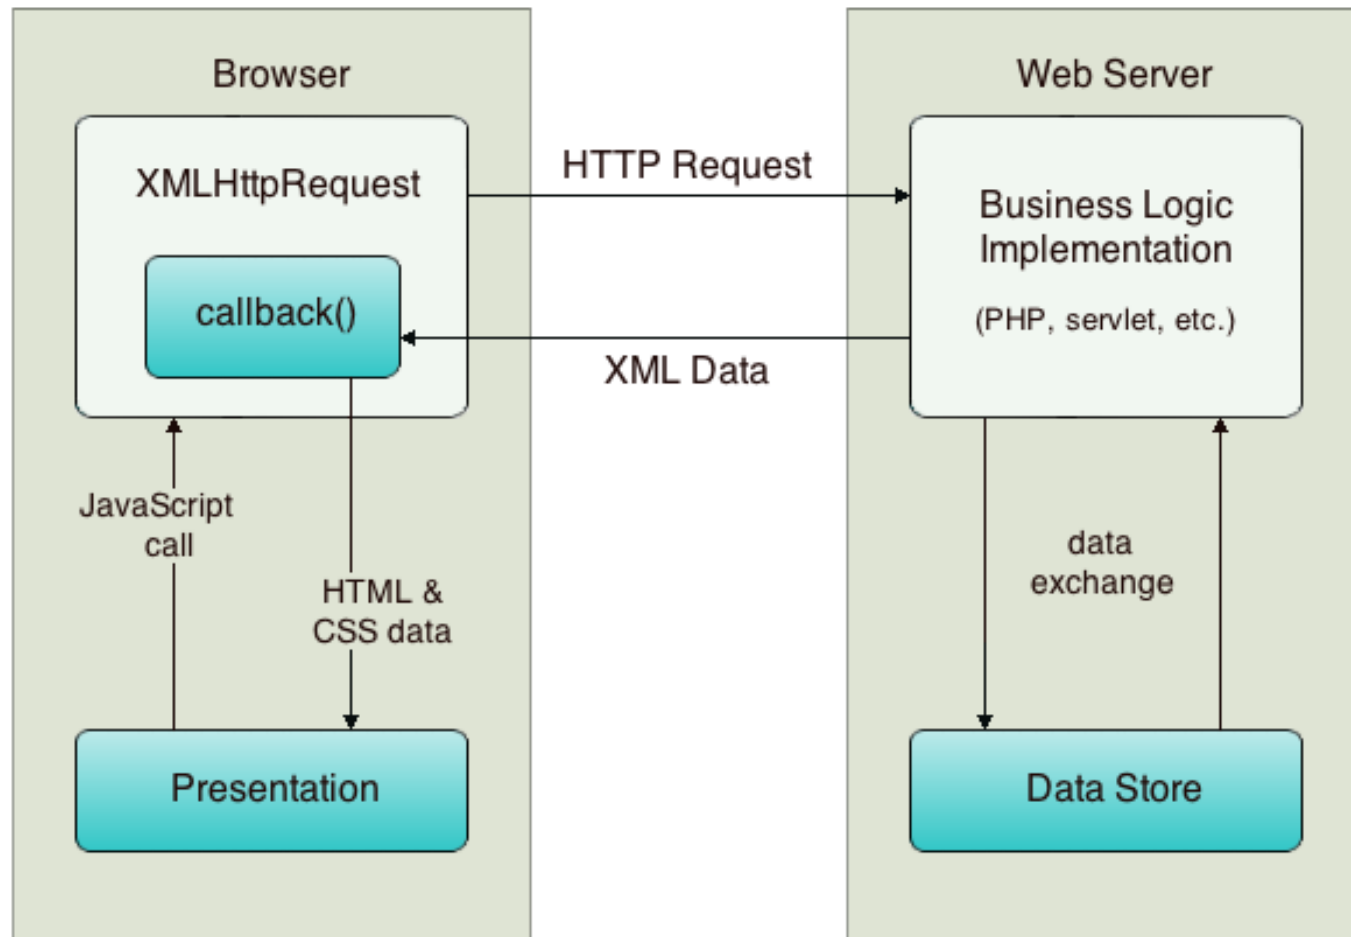 Browser
Web Server
XMLHttpRequest
HTTP Request
Business Logic
Implementation
(PHP, servlet, etc.)
callback()
XML Data
JavaScript
call
HTML &
CSS data
data
exchange
Presentation
Data Store